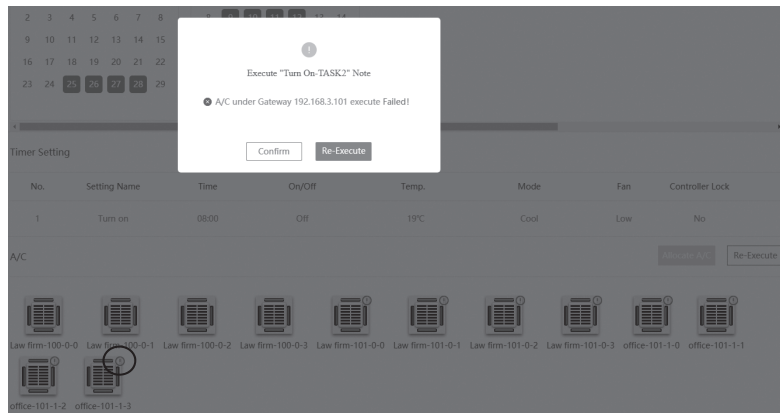 2 3 4 5 6 7 8
8 9 10 11 12 13 14
9 10 11 12 13 14 15
16 17 18 19 20 21 22
23 24 25 26 27 28 29
!
Execute "Turn On-TASK2" Note
A/C under Gateway 192.168.3.101 execute Failed!
Confirm Re-Execute
Timer Setting
No. Setting Name Time On/Off Temp. Mode Fan Controller Lock
1 Turn on 08:00 Off 19℃ Cool Low No
A/C Allocate A/C Re-Execute
Law firm-100-0-0 Law firm-100-0-1 Law firm-100-0-2 Law firm-100-0-3 Law firm-101-0-0 Law firm-101-0-1 Law firm-101-0-2 Law firm-101-0-3 office-101-1-0 office-101-1-1
office-101-1-2 office-101-1-3